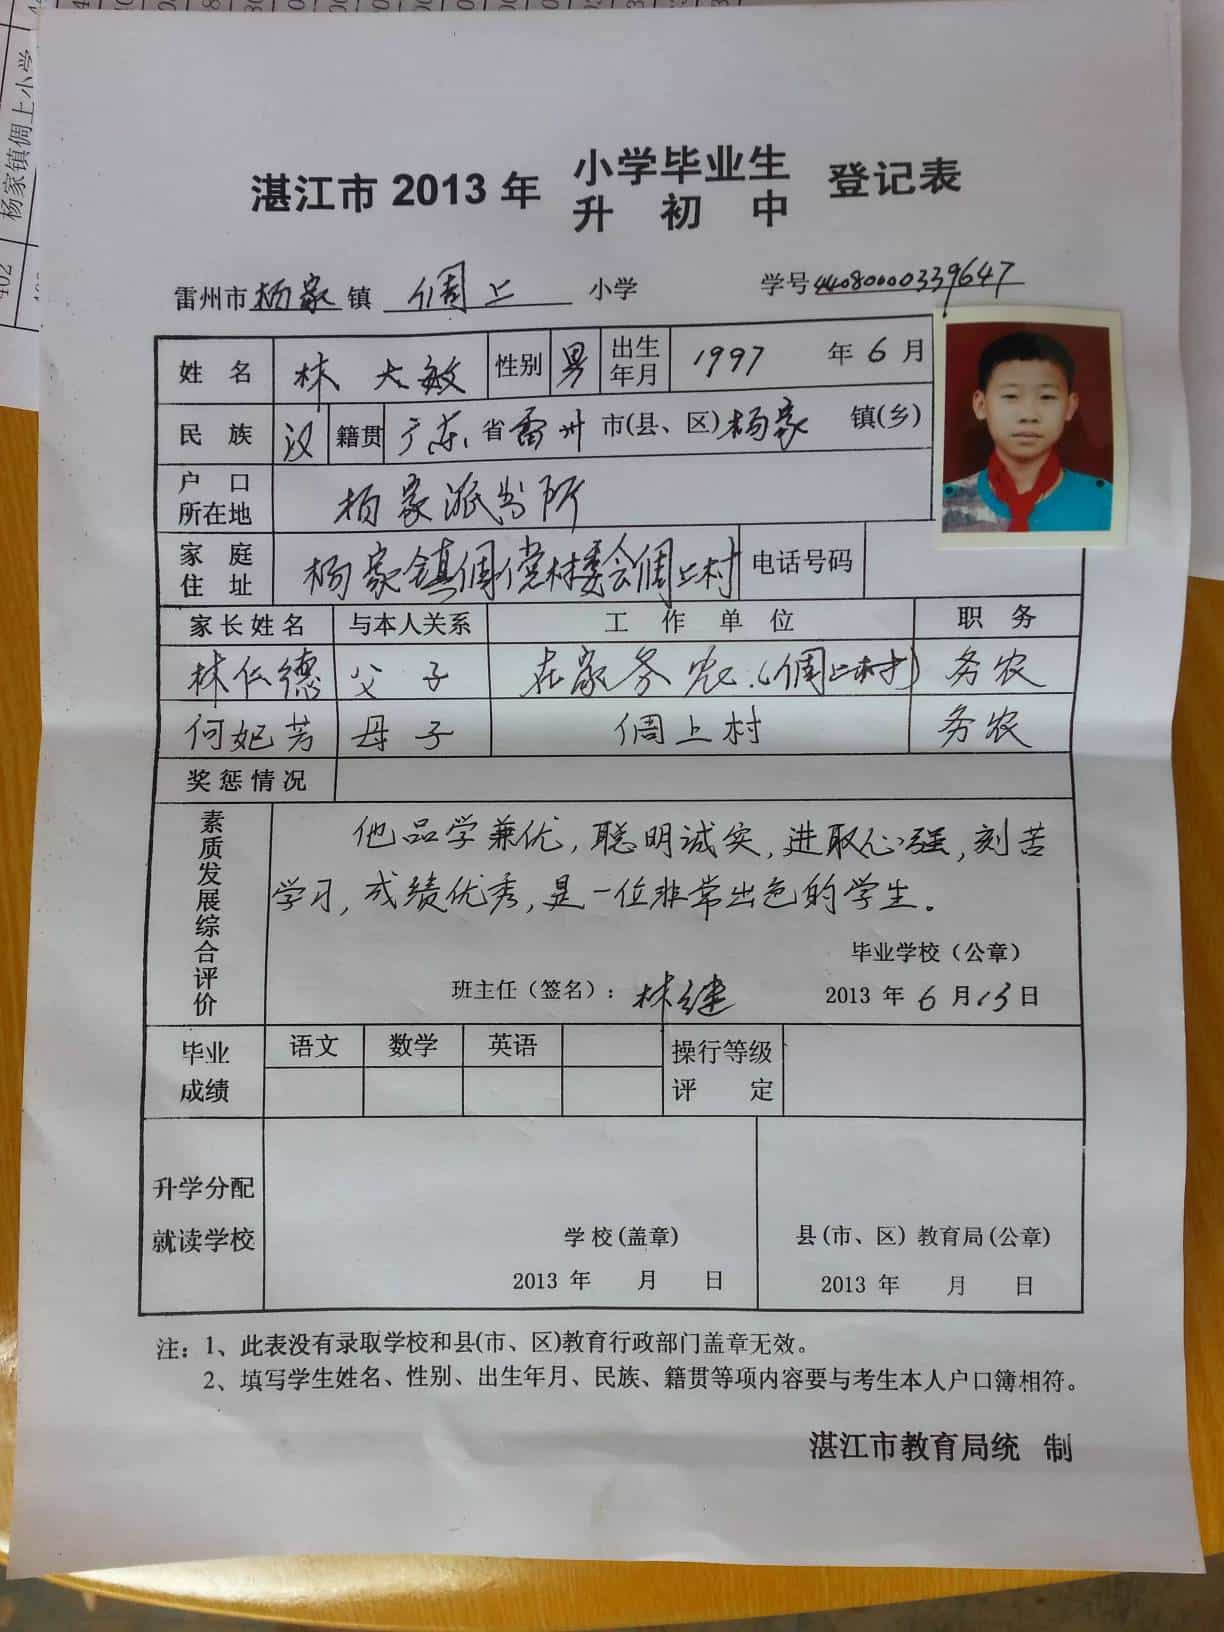 杨家镇倜上小学
402
湛江市 2013 年 小学毕业生 登记表
升 初 中
雷州市杨家镇 倜上 小学 学号4408000339647
姓 名 林大敏 性别 男 出生年月 1997 年 6 月
民 族 汉 籍贯 广东省雷州市(县、区)杨家 镇(乡)
户 口 所在地 杨家派出所
家 庭 住 址 杨家镇倜偿村委会倜上村 电话号码
家长姓名 与本人关系 工 作 单 位 职 务
林仁德 父子 在家务农.(倜上村) 务农
何妃芳 母子 倜上村 务农
奖惩情况
素质发展综合评价
他品学兼优,聪明诚实,进取心强,刻苦
学习,成绩优秀,是一位非常出色的学生。
毕业学校(公章)
班主任(签名): 林继 2013 年 6 月 13 日
毕业成绩 语文 数学 英语 操行等级评 定
升学分配
就读学校
学校(盖章) 县(市、区) 教育局(公章)
2013 年 月 日 2013 年 月 日
注: 1、此表没有录取学校和县(市、区)教育行政部门盖章无效。
2、填写学生姓名、性别、出生年月、民族、籍贯等项内容要与考生本人户口簿相符。
湛江市教育局统 制